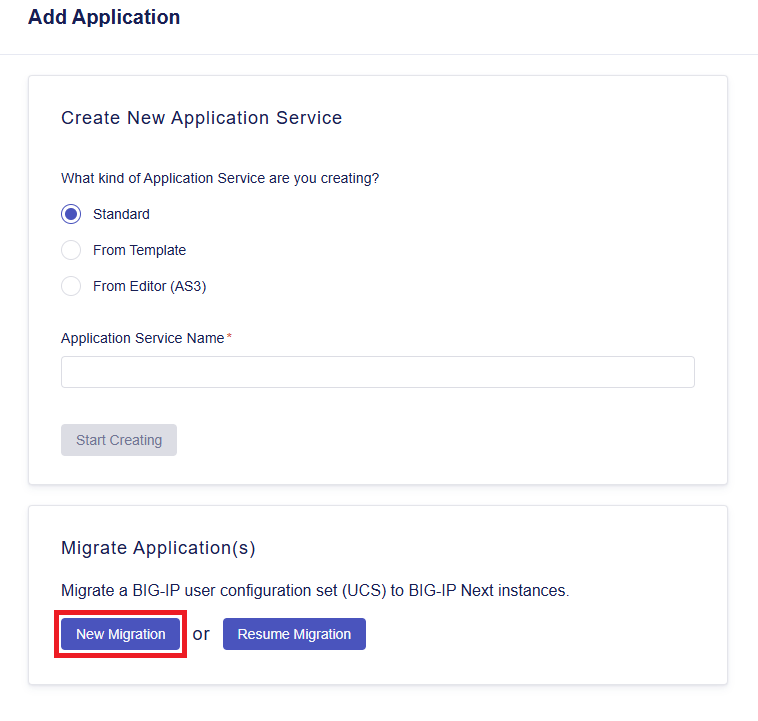 Add Application
Create New Application Service
What kind of Application Service are you creating?
Standard
From Template
From Editor (AS3)
Application Service Name*
Start Creating
Migrate Application(s)
Migrate a BIG-IP user configuration set (UCS) to BIG-IP Next instances.
New Migration or Resume Migration